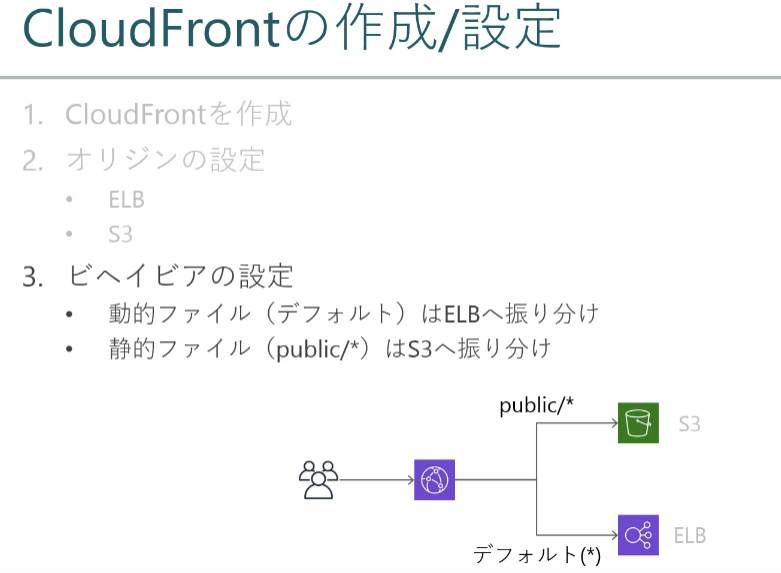 CloudFrontの作成/設定
1. CloudFrontを作成
2. オリジンの設定
• ELB
• S3
3. ビヘイビアの設定
• 動的ファイル（デフォルト）はELBへ振り分け
• 静的ファイル（public/*）はS3へ振り分け
public/*
S3
ELB
デフォルト(*)